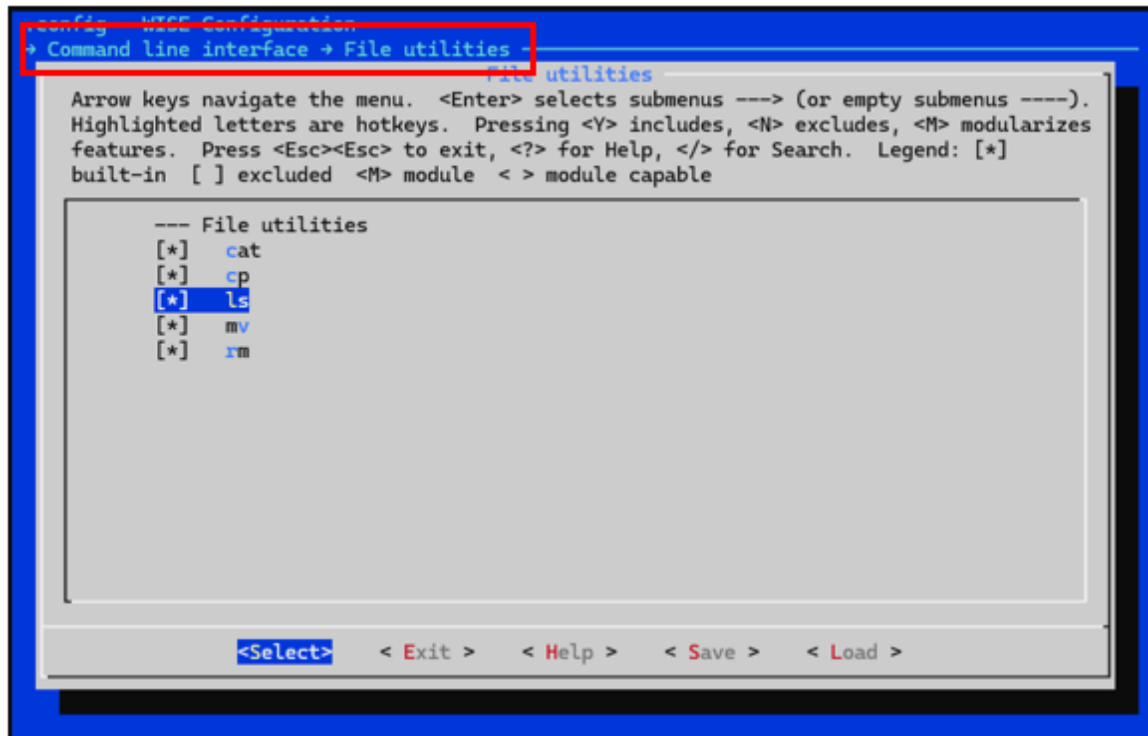 .config - WISE Configuration
→ Command line interface → File utilities
File utilities
Arrow keys navigate the menu.  <Enter> selects submenus ---> (or empty submenus ----).
Highlighted letters are hotkeys.  Pressing <Y> includes, <N> excludes, <M> modularizes
features.  Press <Esc><Esc> to exit, <?> for Help, </> for Search.  Legend: [*]
built-in  [ ] excluded  <M> module  < > module capable
--- File utilities
[*]   cat
[*]   cp
[*]   ls
[*]   mv
[*]   rm
<Select>    < Exit >    < Help >    < Save >    < Load >